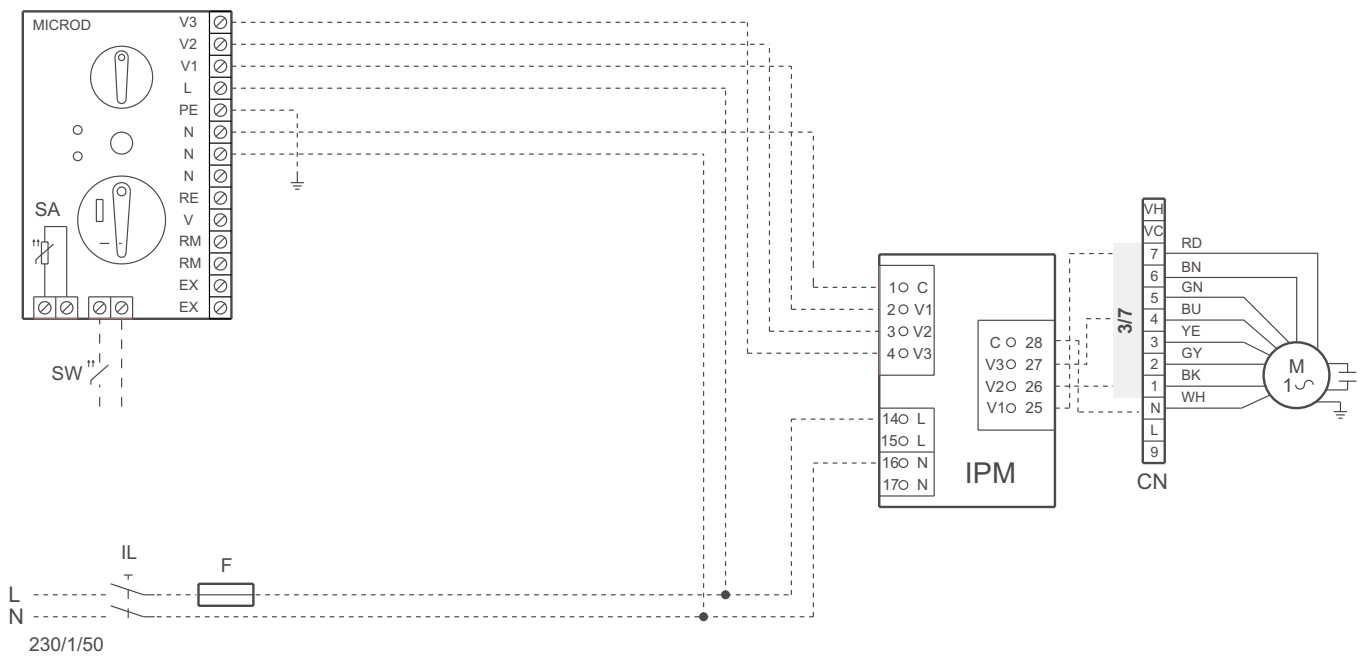 MICROD
V3
V2
V1
L
PE
N
N
N
RE
V
RM
RM
EX
EX
SA
SW
1 C
2 V1
3 V2
4 V3
14 L
15 L
16 N
17 N
C 28
V3 27
V2 26
V1 25
IPM
3/7
VH
VC
7 RD
6 BN
5 GN
4 BU
3 YE
2 GY
1 BK
N WH
L
9
CN
M
1
IL
F
L
N
230/1/50